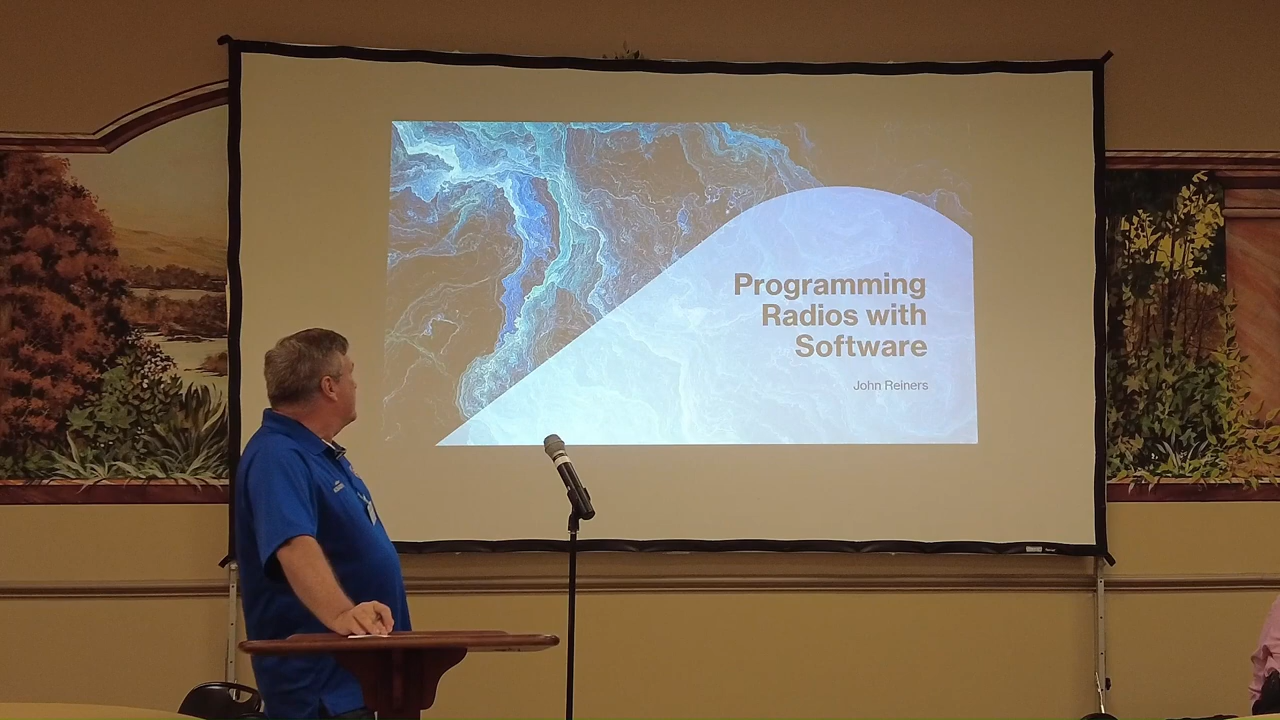 Programming
Radios with
Software
John Reiners